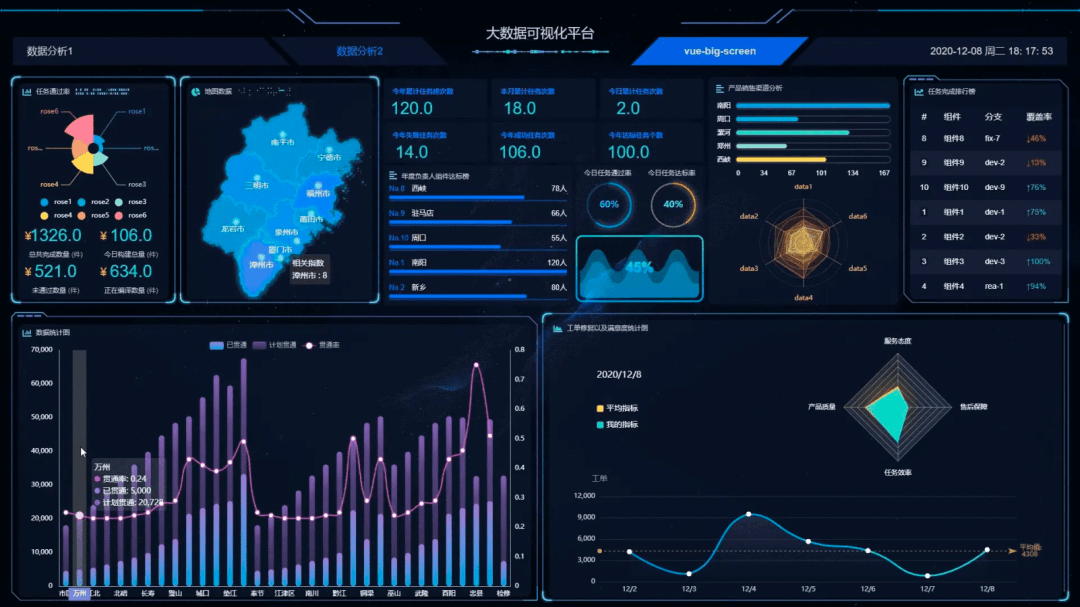 大数据可视化平台
数据分析1
数据分析2
vue-big-screen
2020-12-08 周二 18: 17: 53
任务通过率
rose6
rose1
ros...
ros...
rose4
rose3
rose1
rose2
rose3
rose4
rose5
rose6
¥1326.0
¥ 106.0
总共完成数量 (件)
今日构建总量 (件)
¥ 521.0
¥ 634.0
未通过数量 (件)
正在编译数量 (件)
地图数据
南平市
宁德市
三明市
福州市
莆田市
龙岩市
泉州市
厦门市
漳州市
相关指数
漳州市 : 8
今年累计任务建次数
120.0
本月累计任务次数
18.0
今日累计任务次数
2.0
今年失败任务次数
14.0
今年成功任务次数
106.0
今年达标任务个数
100.0
年度负责人组件达标榜
No.8 西峡 78人
No.9 驻马店 66人
No.10 周口 55人
No.1 南阳 120人
No.2 新乡 80人
今日任务通过率
今日任务达标率
60%
40%
45%
产品销售渠道分析
南阳
周口
漯河
郑州
西峡
0 34 67 101 134 167
data1
data2
data6
data3
data5
data4
任务完成排行榜
# 组件 分支 覆盖率
8 组件8 fix-7 ↓46%
9 组件9 dev-2 ↓13%
10 组件10 dev-9 ↑76%
1 组件1 dev-1 ↑75%
2 组件2 dev-2 ↓33%
3 组件3 dev-3 ↑100%
4 组件4 rea-1 ↑94%
数据统计图
已贯通 计划贯通 贯通率
70,000
60,000
50,000
40,000
30,000
20,000
10,000
0
0.8
0.7
0.6
0.5
0.4
0.3
0.2
0.1
0
万州
贯通率: 0.24
已贯通: 5,000
计划贯通: 20,728
万州 江北 北碚 长寿 璧山 城口 垫江 奉节 江津区 南川 黔江 铜梁 巫山 武隆 酉阳 忠县 检修
工单修复以及满意度统计图
2020/12/8
平均指标
我的指标
服务态度
产品质量
售后保障
任务效率
工单
12,000
9,000
6,000
3,000
0
平均值:
4308
12/2 12/3 12/4 12/5 12/6 12/7 12/8